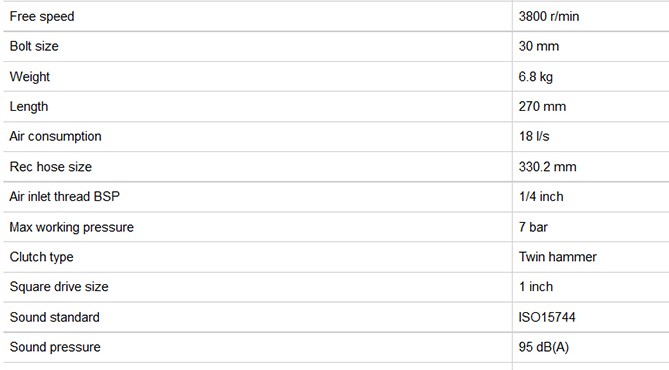 Free speed 3800 r/min
Bolt size 30 mm
Weight 6.8 kg
Length 270 mm
Air consumption 18 l/s
Rec hose size 330.2 mm
Air inlet thread BSP 1/4 inch
Max working pressure 7 bar
Clutch type Twin hammer
Square drive size 1 inch
Sound standard ISO15744
Sound pressure 95 dB(A)